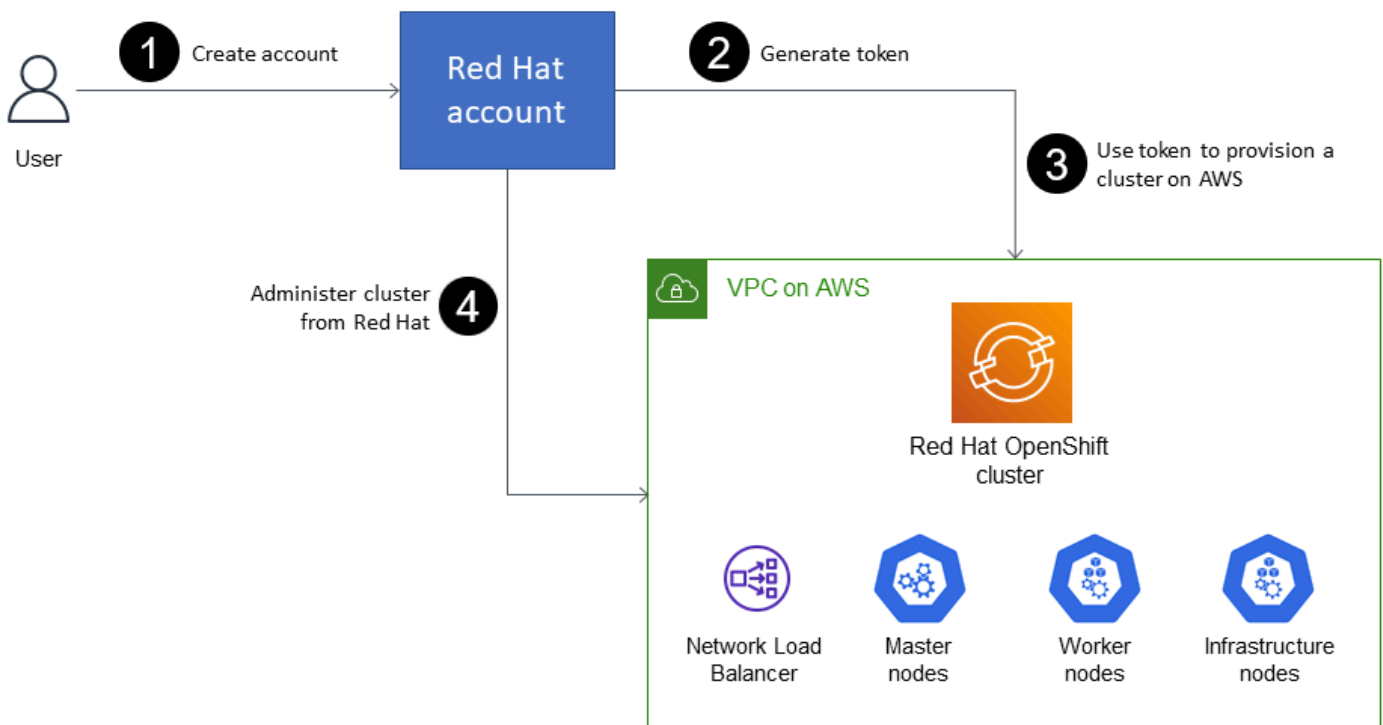 1
Create account
User
Red Hat
account
2
Generate token
3
Use token to provision a
cluster on AWS
Administer cluster
from Red Hat
4
VPC on AWS
Red Hat OpenShift
cluster
Network Load
Balancer
Master
nodes
Worker
nodes
Infrastructure
nodes